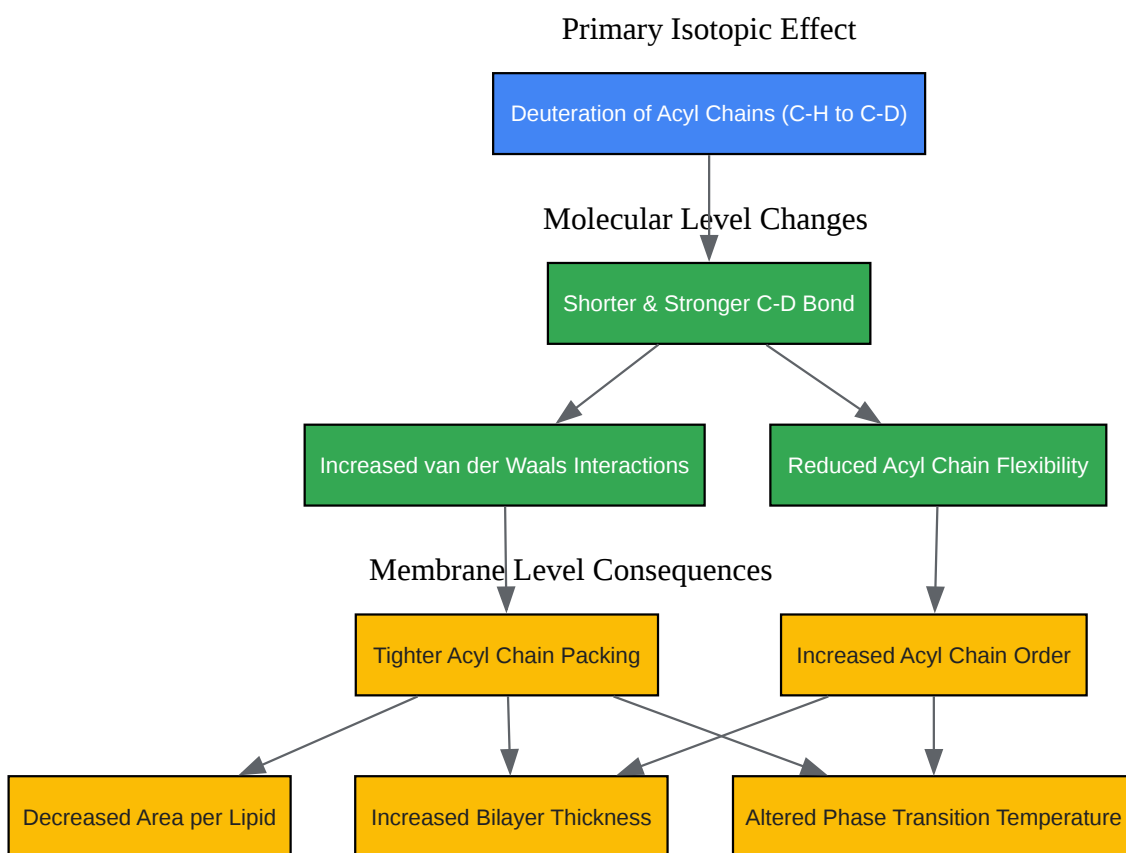 Primary Isotopic Effect
Deuteration of Acyl Chains (C-H to C-D)
Molecular Level Changes
Shorter & Stronger C-D Bond
Increased van der Waals Interactions
Reduced Acyl Chain Flexibility
Membrane Level Consequences
Tighter Acyl Chain Packing
Increased Acyl Chain Order
Decreased Area per Lipid
Increased Bilayer Thickness
Altered Phase Transition Temperature